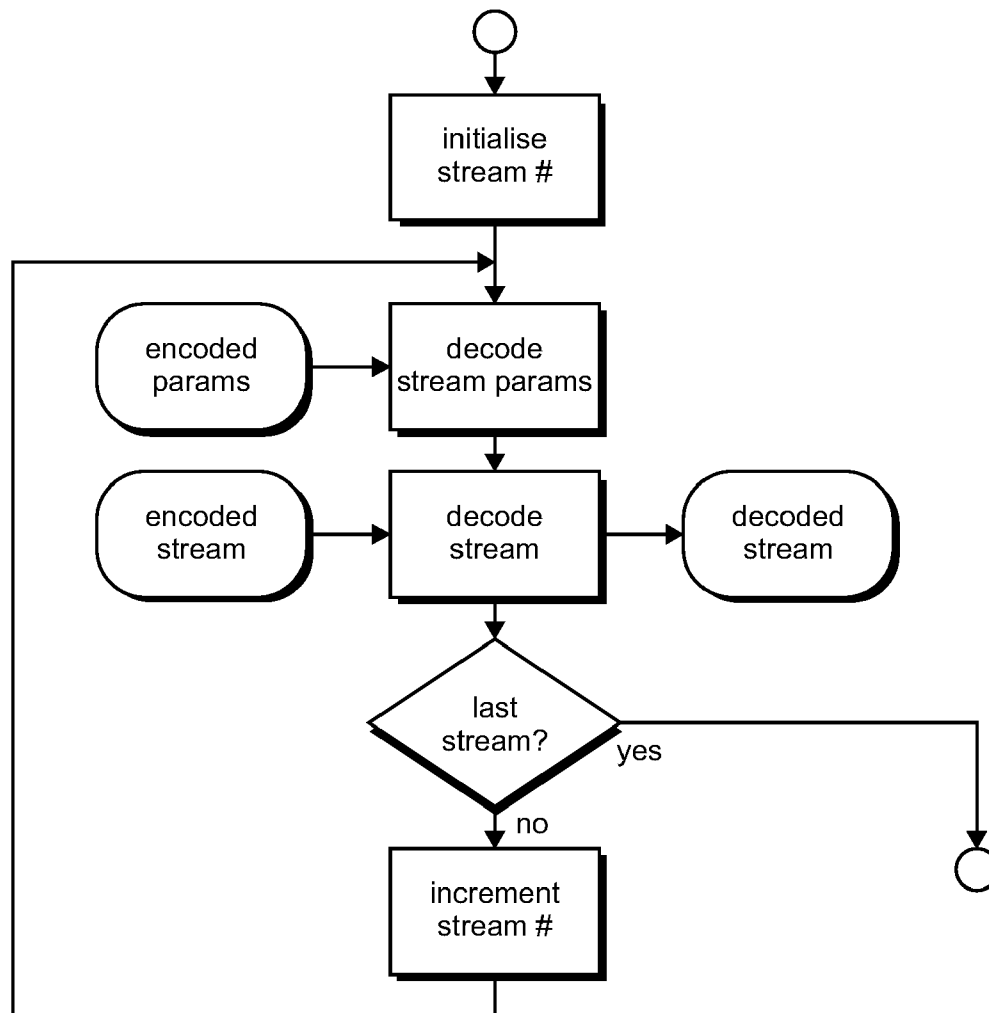 initialise
stream #
encoded
params
decode
stream params
encoded
stream
decode
stream
decoded
stream
last
stream?
yes
no
increment
stream #